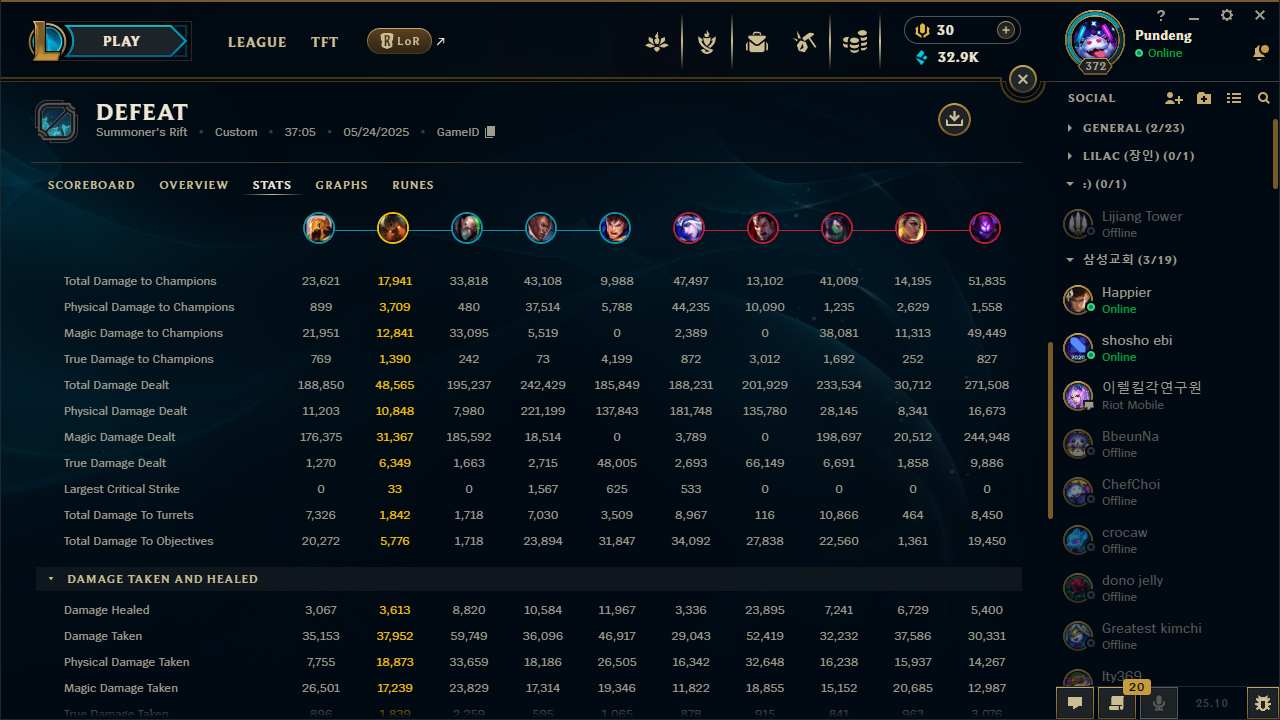 PLAY
LEAGUE
TFT
LoR
30
32.9K
?
Pundeng
Online
372
DEFEAT
Summoner's Rift • Custom • 37:05 • 05/24/2025 • GameID
SCOREBOARD OVERVIEW STATS GRAPHS RUNES
Total Damage to Champions 23,621 17,941 33,818 43,108 9,988 47,497 13,102 41,009 14,195 51,835
Physical Damage to Champions 899 3,709 480 37,514 5,788 44,235 10,090 1,235 2,629 1,558
Magic Damage to Champions 21,951 12,841 33,095 5,519 0 2,389 0 38,081 11,313 49,449
True Damage to Champions 769 1,390 242 73 4,199 872 3,012 1,692 252 827
Total Damage Dealt 188,850 48,565 195,237 242,429 185,849 188,231 201,929 233,534 30,712 271,508
Physical Damage Dealt 11,203 10,848 7,980 221,199 137,843 181,748 135,780 28,145 8,341 16,673
Magic Damage Dealt 176,375 31,367 185,592 18,514 0 3,789 0 198,697 20,512 244,948
True Damage Dealt 1,270 6,349 1,663 2,715 48,005 2,693 66,149 6,691 1,858 9,886
Largest Critical Strike 0 33 0 1,567 625 533 0 0 0 0
Total Damage To Turrets 7,326 1,842 1,718 7,030 3,509 8,967 116 10,866 464 8,450
Total Damage To Objectives 20,272 5,776 1,718 23,894 31,847 34,092 27,838 22,560 1,361 19,450
DAMAGE TAKEN AND HEALED
Damage Healed 3,067 3,613 8,820 10,584 11,967 3,336 23,895 7,241 6,729 5,400
Damage Taken 35,153 37,952 59,749 36,096 46,917 29,043 52,419 32,232 37,586 30,331
Physical Damage Taken 7,755 18,873 33,659 18,186 26,505 16,342 32,648 16,238 15,937 14,267
Magic Damage Taken 26,501 17,239 23,829 17,314 19,346 11,822 18,855 15,152 20,685 12,987
True Damage Taken 896 1,839 2,259 595 1,065 878 915 841 963 3,076
SOCIAL
GENERAL (2/23)
LILAC (장인) (0/1)
:) (0/1)
Lijiang Tower
Offline
삼성교회 (3/19)
Happier
Online
shosho ebi
Online
이렐킬각연구원
Riot Mobile
BbeunNa
Offline
ChefChoi
Offline
crocaw
Offline
dono jelly
Offline
Greatest kimchi
Offline
lty369
20
25.10